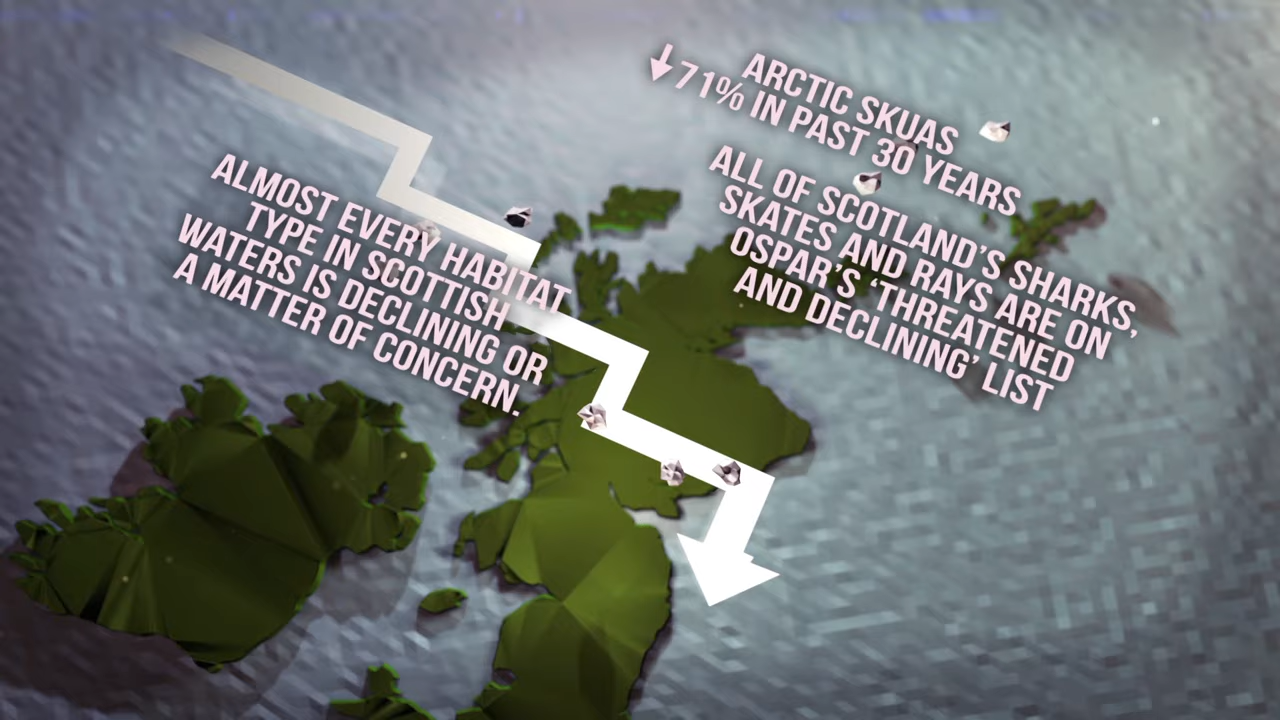 ARCTIC SKUAS
↓71% IN PAST 30 YEARS
ALL OF SCOTLAND'S SHARKS,
SKATES AND RAYS ARE ON
OSPAR'S 'THREATENED
AND DECLINING' LIST
ALMOST EVERY HABITAT
TYPE IN SCOTTISH
WATERS IS DECLINING OR
A MATTER OF CONCERN.